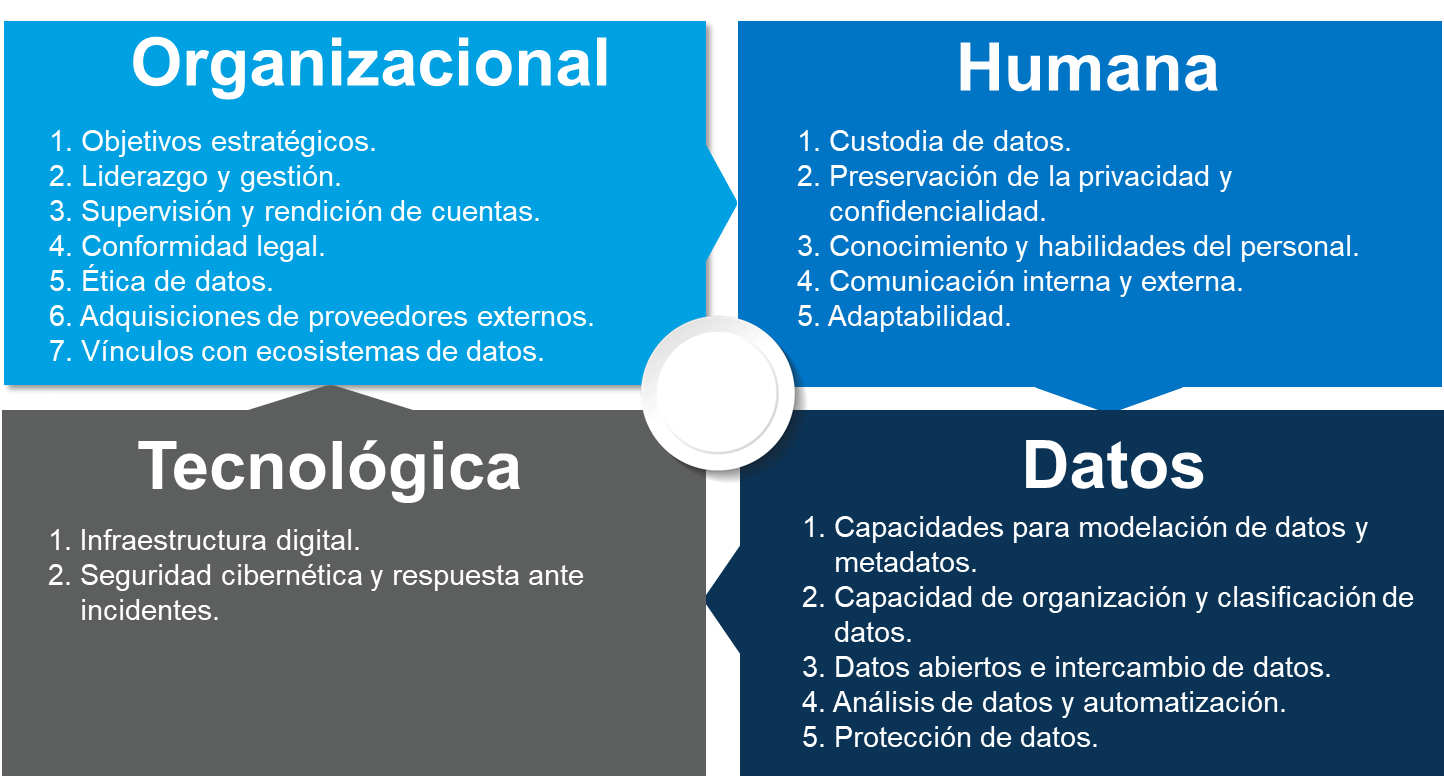 Organizacional
1. Objetivos estratégicos.
2. Liderazgo y gestión.
3. Supervisión y rendición de cuentas.
4. Conformidad legal.
5. Ética de datos.
6. Adquisiciones de proveedores externos.
7. Vínculos con ecosistemas de datos.
Humana
1. Custodia de datos.
2. Preservación de la privacidad y
confidencialidad.
3. Conocimiento y habilidades del personal.
4. Comunicación interna y externa.
5. Adaptabilidad.
Tecnológica
1. Infraestructura digital.
2. Seguridad cibernética y respuesta ante
incidentes.
Datos
1. Capacidades para modelación de datos y
metadatos.
2. Capacidad de organización y clasificación de
datos.
3. Datos abiertos e intercambio de datos.
4. Análisis de datos y automatización.
5. Protección de datos.